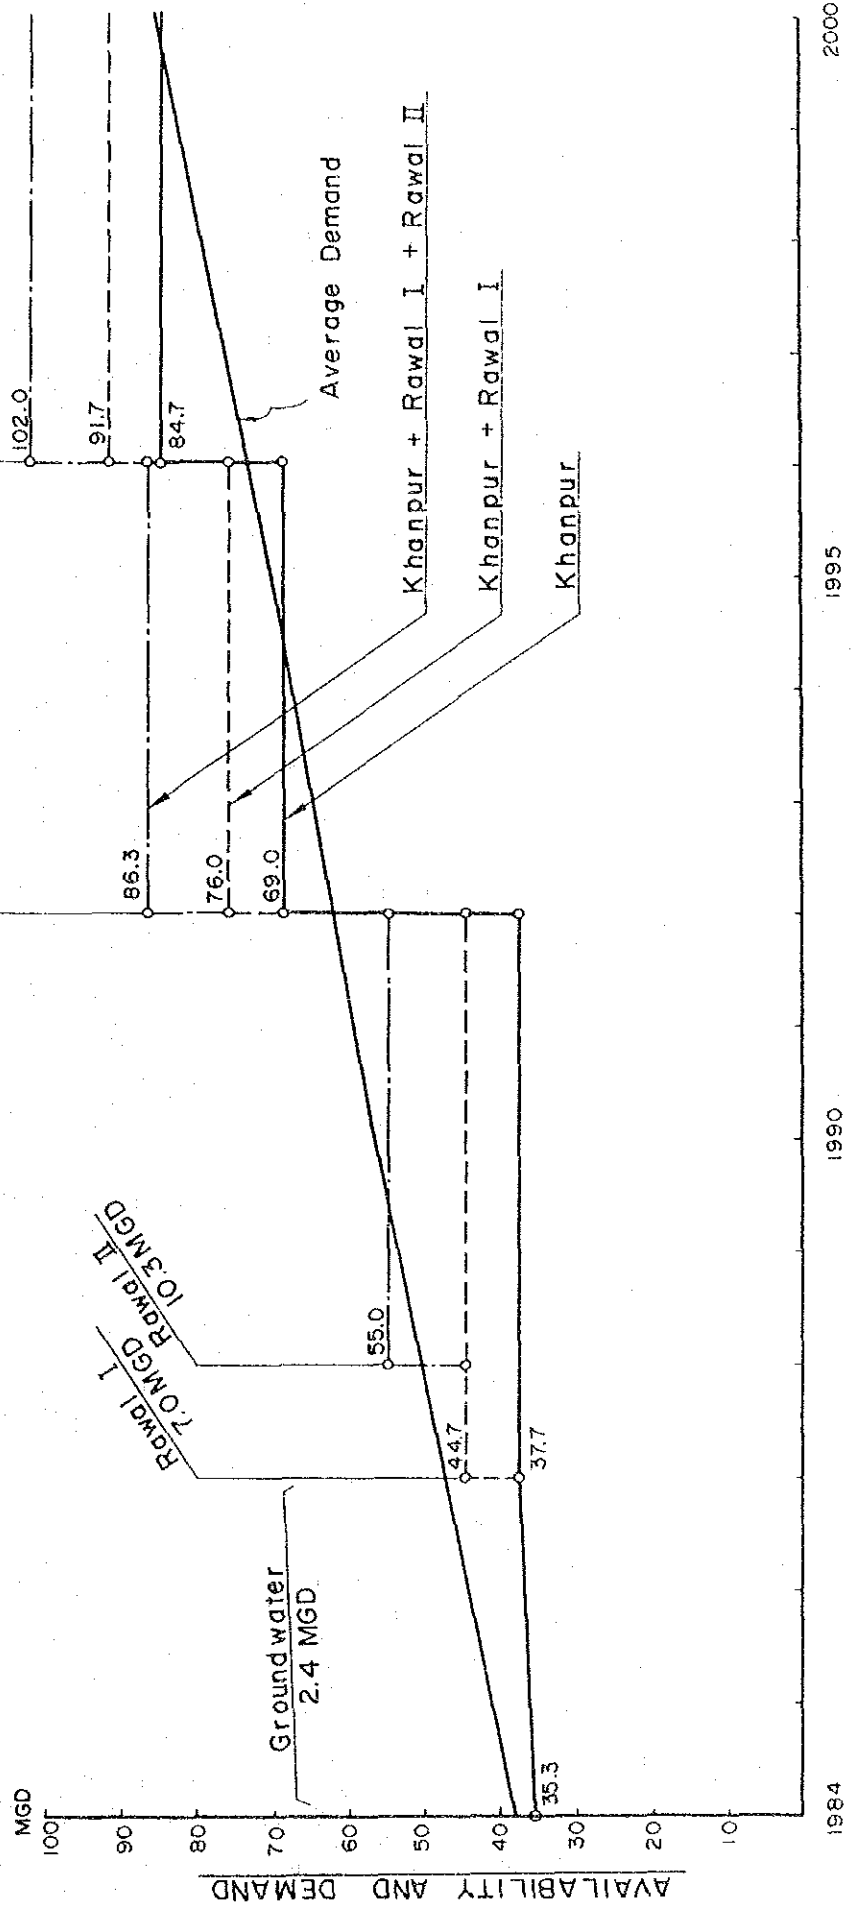 MGD
100
90
80
70
60
50
40
30
20
10
AVAILABILITY AND DEMAND
1984
1990
1995
2000
Groundwater
2.4 MGD
Rawal I
7.0 MGD
Rawal II
10.3 MGD
35.3
37.7
44.7
55.0
86.3
76.0
69.0
102.0
91.7
84.7
Average Demand
Khanpur + Rawal I + Rawal II
Khanpur + Rawal I
Khanpur